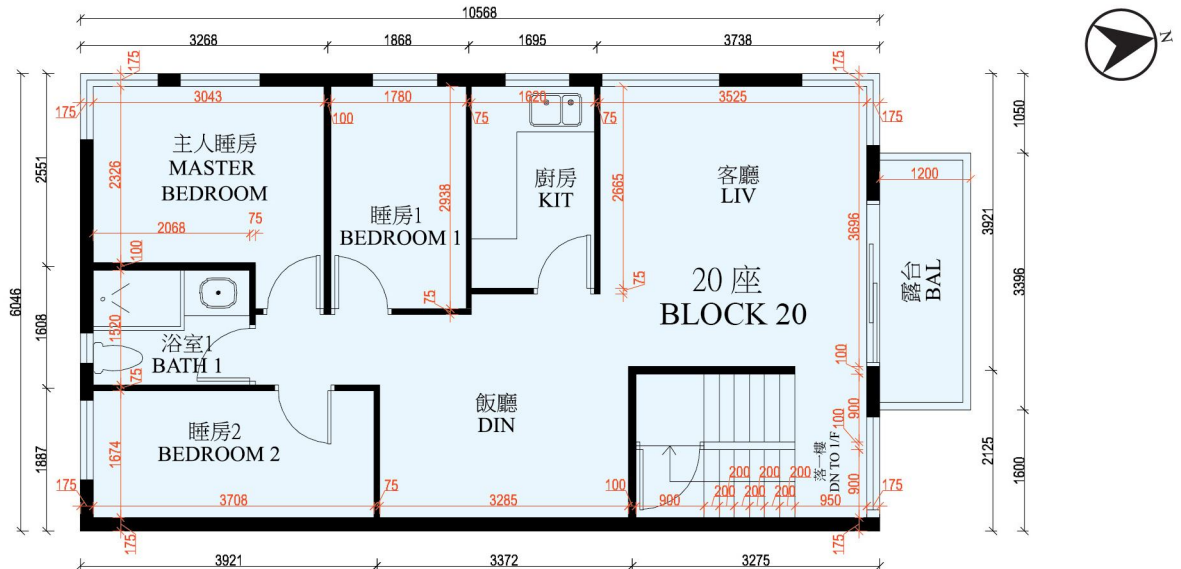 10568
3268 1868 1695 3738
N
175 175
3043 1780 1620 3525
175 100 75 75 175
1050
主人睡房
MASTER
BEDROOM
2326
2551
睡房1
BEDROOM 1
2938
廚房
KIT
2665
客廳
LIV
3696
1200
3921
2068 75
100
75
75
20 座
BLOCK 20
露台
BAL
3396
6046
1608
1520
浴室1
BATH 1
75
100
900
飯廳
DIN
睡房2
BEDROOM 2
1674
1887
100
落一樓
DN TO 1/F
900
2125
1600
200 200 200
200 200 200
175 3708 75 3285 100 900 950 175
175 175
3921 3372 3275